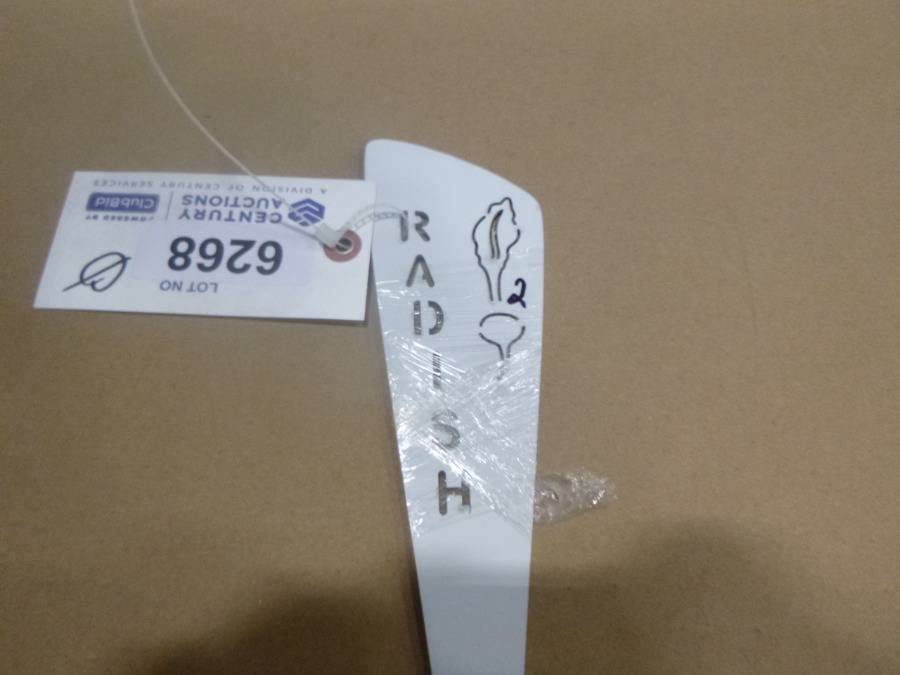 LOT NO
6268
CENTURY
AUCTIONS
POWERED BY
ClubBid
A DIVISION OF CENTURY SERVICES
RADISH
2